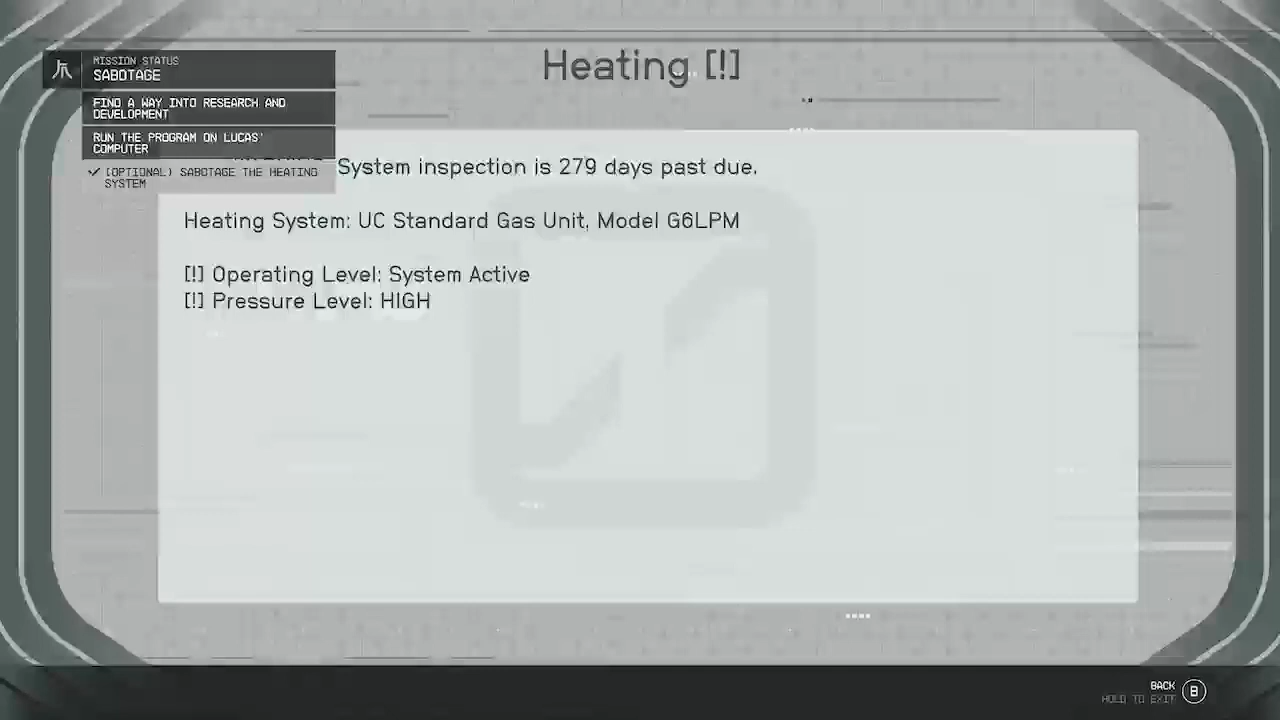 Heating [!]
MISSION STATUS
SABOTAGE
FIND A WAY INTO RESEARCH AND
DEVELOPMENT
RUN THE PROGRAM ON LUCAS'
COMPUTER
[OPTIONAL] SABOTAGE THE HEATING
SYSTEM
System inspection is 279 days past due.
Heating System: UC Standard Gas Unit, Model G6LPM
[!] Operating Level: System Active
[!] Pressure Level: HIGH
BACK
HOLD TO EXIT
B